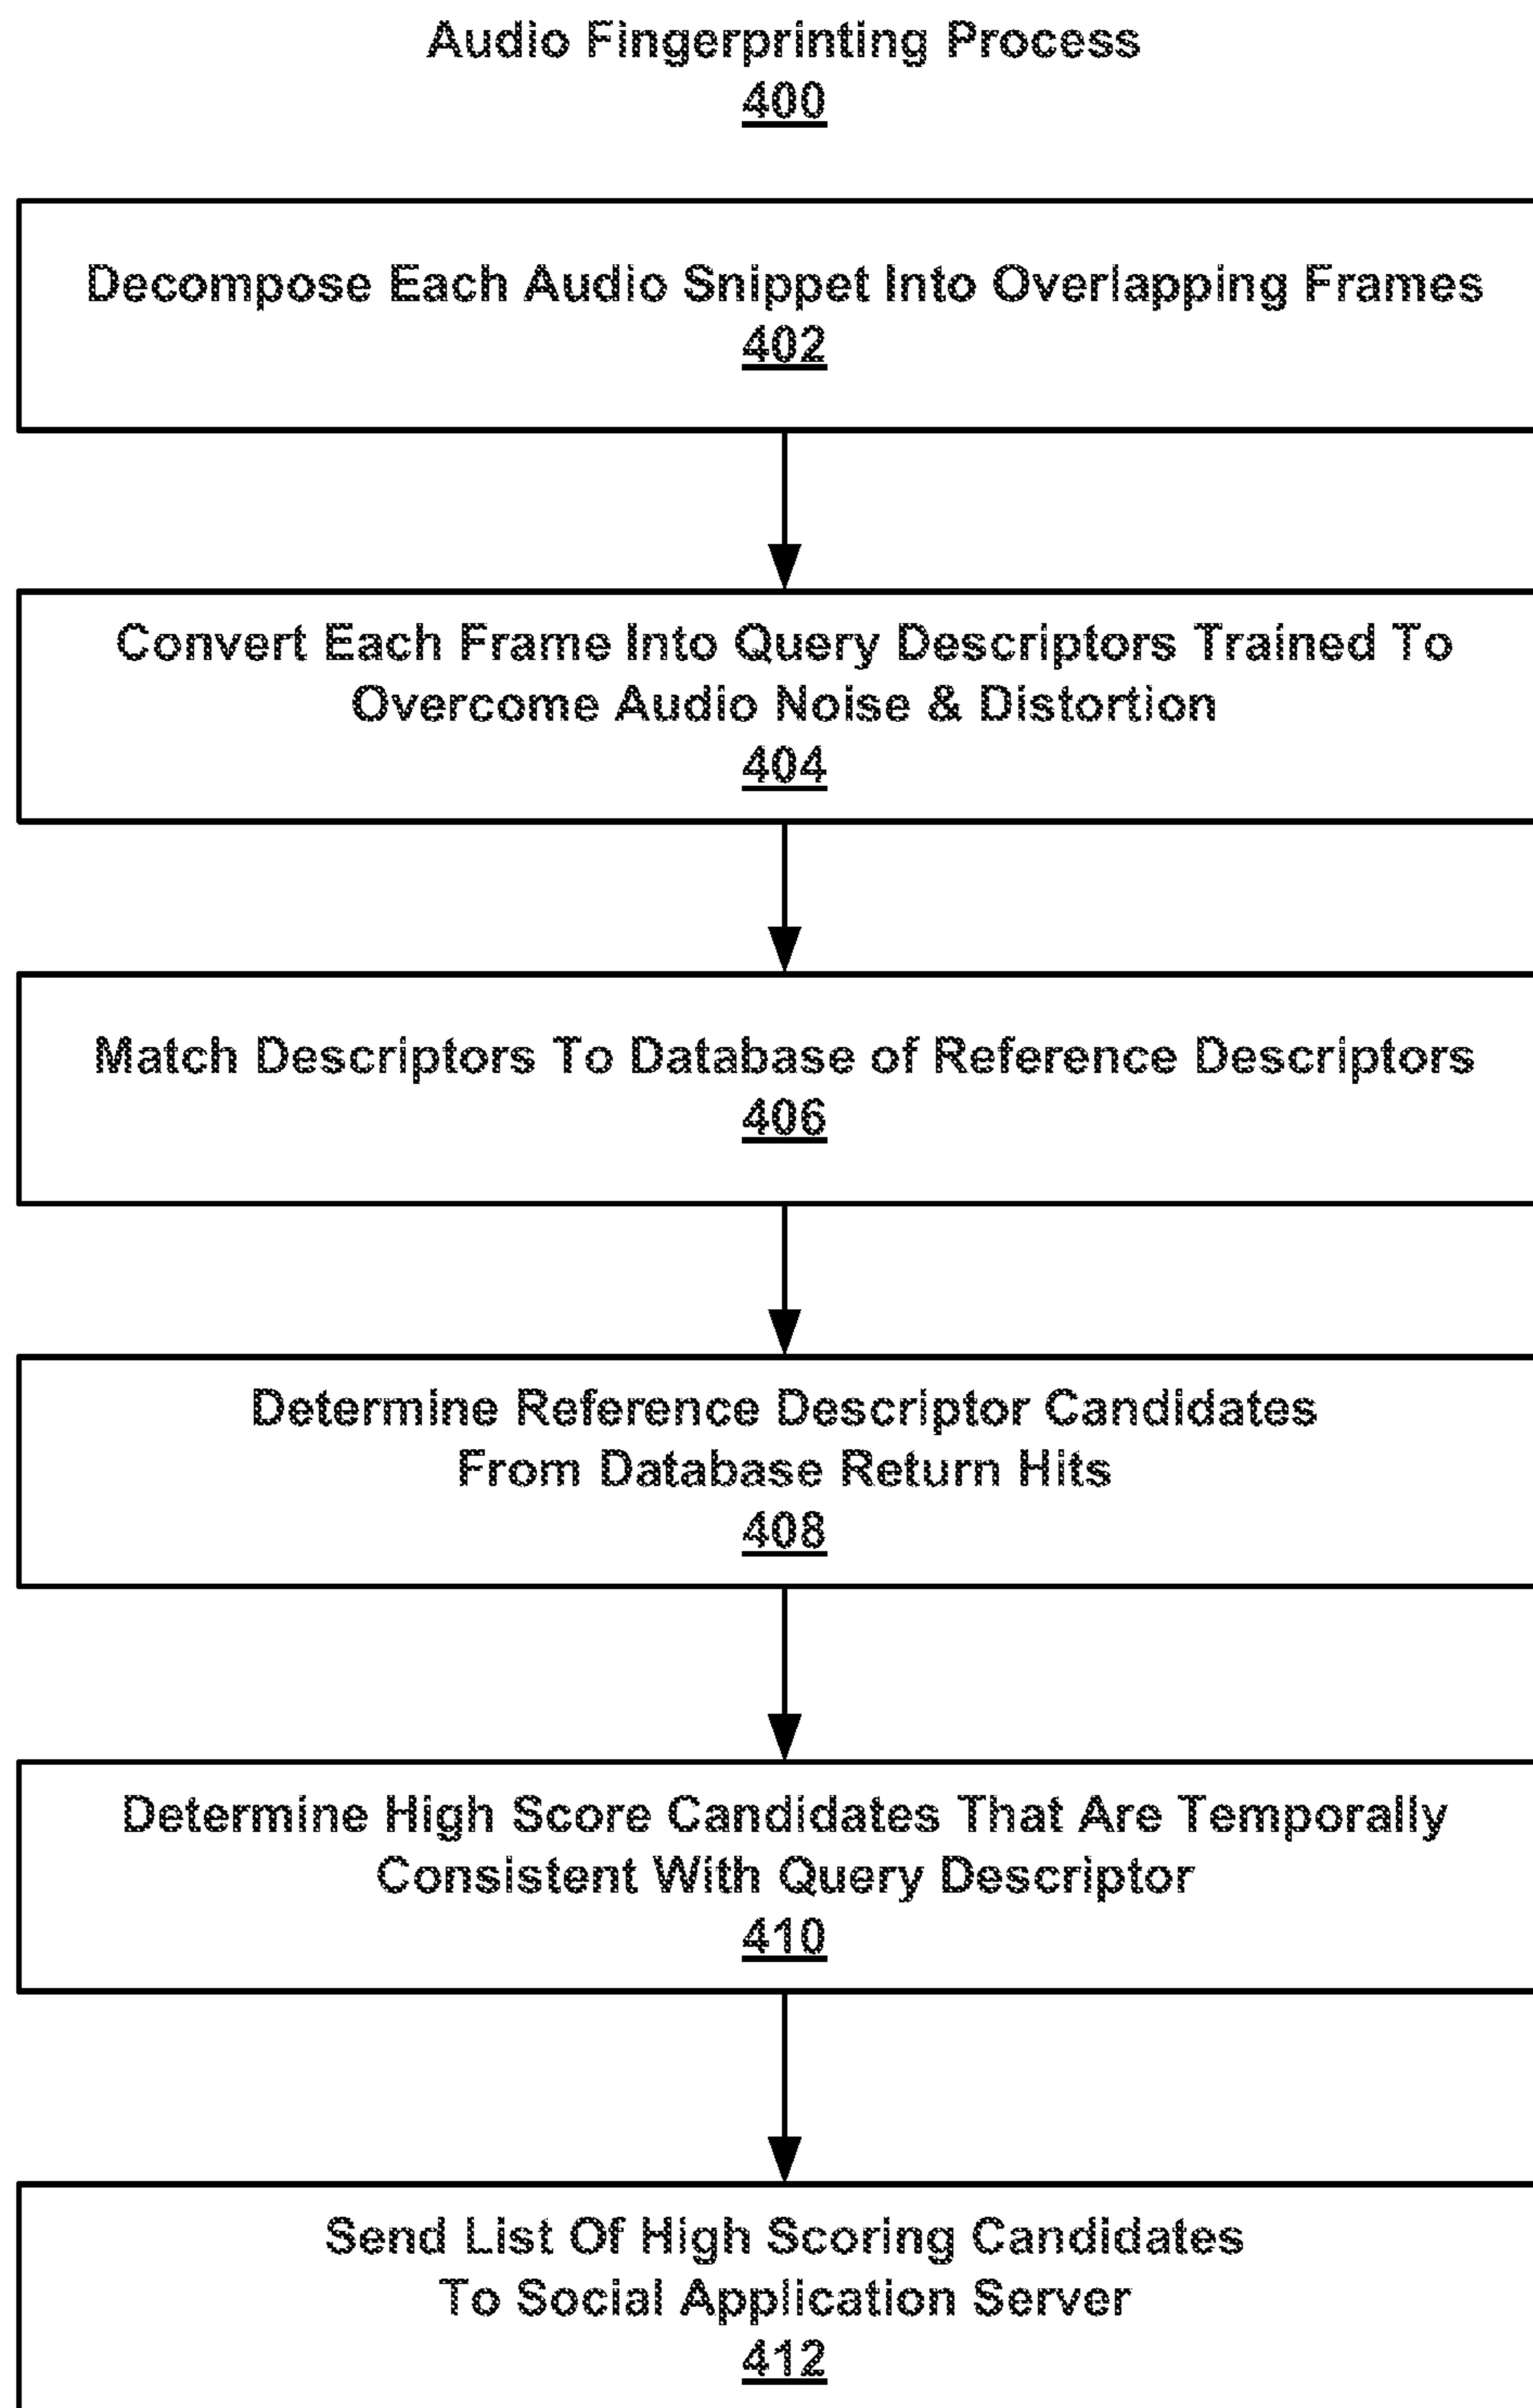 Audio Fingerprinting Process
400
Decompose Each Audio Snippet Into Overlapping Frames
402
Convert Each Frame Into Query Descriptors Trained To
Overcome Audio Noise & Distortion
404
Match Descriptors To Database of Reference Descriptors
406
Determine Reference Descriptor Candidates
From Database Return Hits
408
Determine High Score Candidates That Are Temporally
Consistent With Query Descriptor
410
Send List Of High Scoring Candidates
To Social Application Server
412